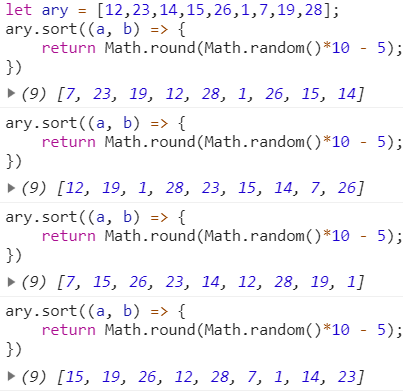 let ary = [12,23,14,15,26,1,7,19,28];
ary.sort((a, b) => {
    return Math.round(Math.random()*10 - 5);
})
▶(9) [7, 23, 19, 12, 28, 1, 26, 15, 14]
ary.sort((a, b) => {
    return Math.round(Math.random()*10 - 5);
})
▶(9) [12, 19, 1, 28, 23, 15, 14, 7, 26]
ary.sort((a, b) => {
    return Math.round(Math.random()*10 - 5);
})
▶(9) [7, 15, 26, 23, 14, 12, 28, 19, 1]
ary.sort((a, b) => {
    return Math.round(Math.random()*10 - 5);
})
▶(9) [15, 19, 26, 12, 28, 7, 1, 14, 23]